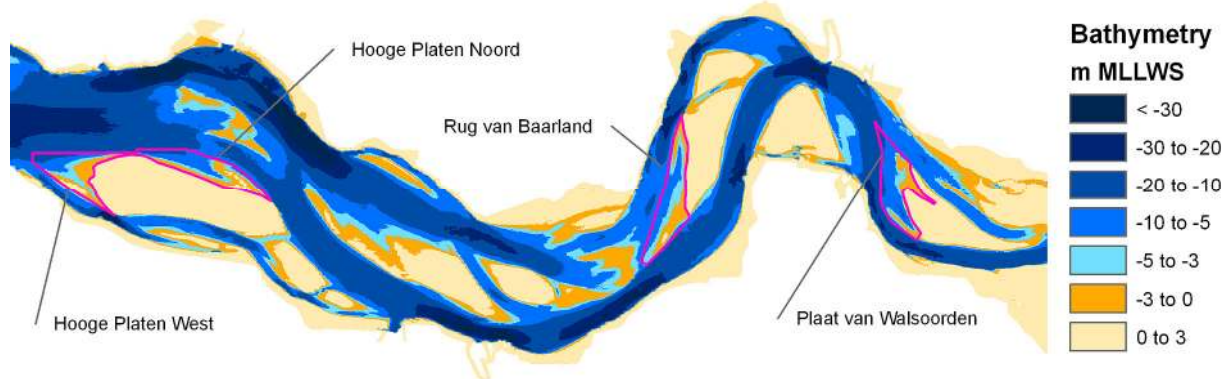 Hooge Platen Noord
Rug van Baarland
Hooge Platen West
Plaat van Walsoorden
Bathymetry
m MLLWS
< -30
-30 to -20
-20 to -10
-10 to -5
-5 to -3
-3 to 0
0 to 3